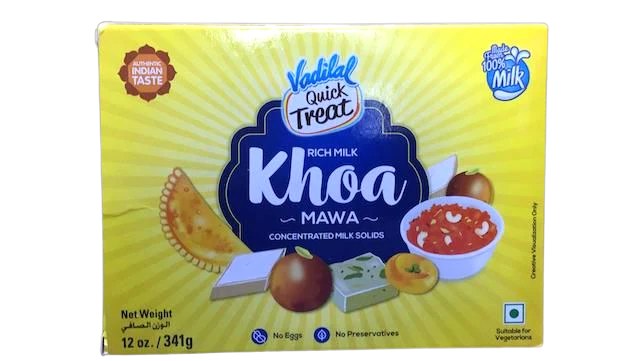 AUTHENTIC
INDIAN
TASTE
Vadilal
Quick
Treat
Made
From
100%
Milk
RICH MILK
Khoa
MAWA
CONCENTRATED MILK SOLIDS
Creative Visualization Only
Net Weight
الوزن الصافي
12 oz. / 341g
No Eggs
No Preservatives
Suitable for
Vegetarians